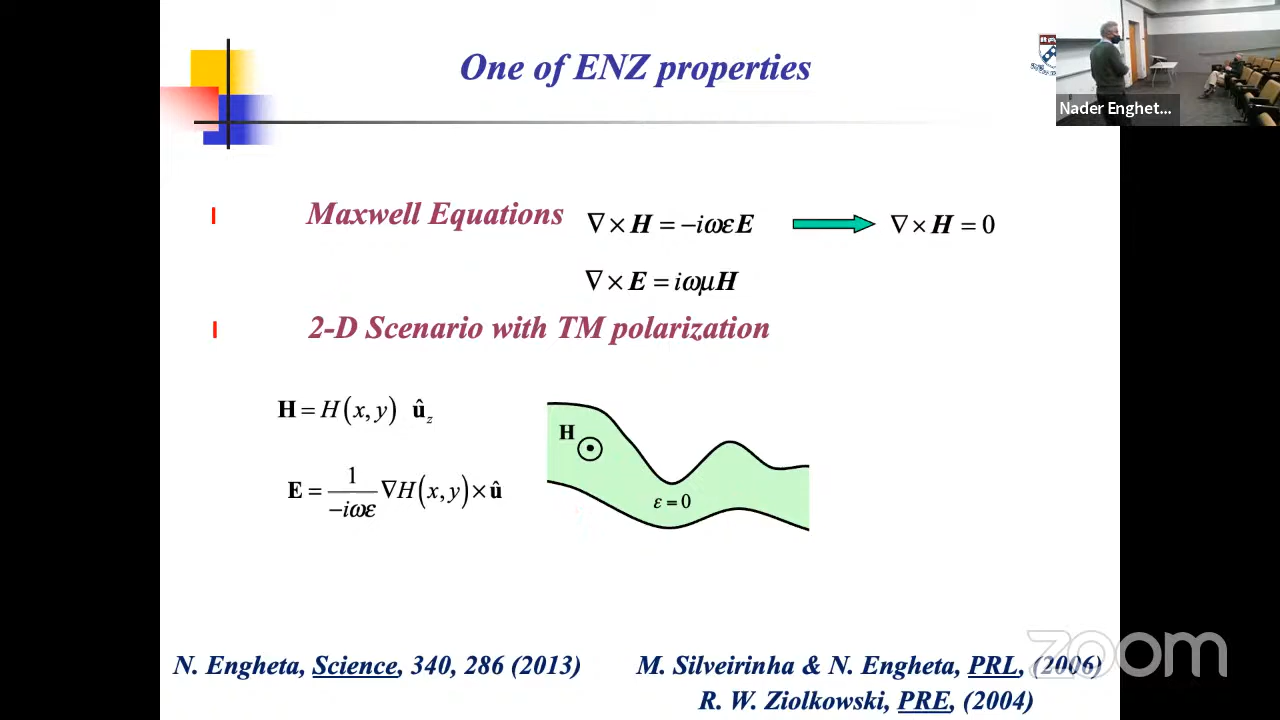 One of ENZ properties
Nader Enghet...
Maxwell Equations ∇ × H = −iωεE ∇ × H = 0
∇ × E = iωμH
2-D Scenario with TM polarization
H = H(x, y) û_z
E = 1/(−iωε) ∇H(x, y) × û
H
ε = 0
N. Engheta, Science, 340, 286 (2013)
M. Silveirinha & N. Engheta, PRL, (2006)
R. W. Ziolkowski, PRE, (2004)
zoom